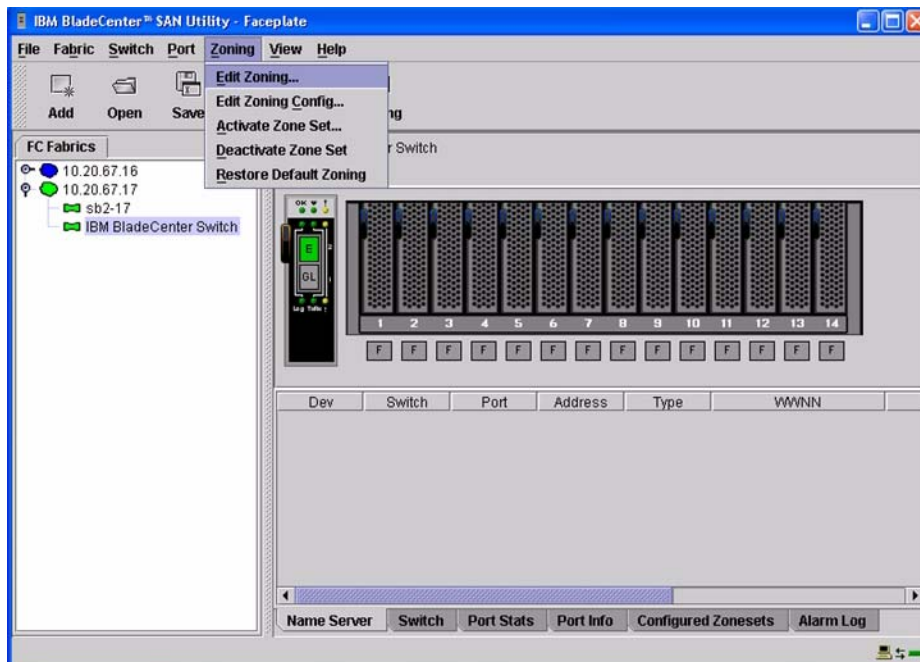 IBM BladeCenter™ SAN Utility - Faceplate
File Fabric Switch Port Zoning View Help
Add Open Save
Edit Zoning...
Edit Zoning Config...
Activate Zone Set...
Deactivate Zone Set
Restore Default Zoning
FC Fabrics
Switch
10.20.67.16
10.20.67.17
sb2-17
IBM BladeCenter Switch
OK
E 2
GL 1
1 2 3 4 5 6 7 8 9 10 11 12 13 14
F F F F F F F F F F F F F F
Dev Switch Port Address Type WWNN
Name Server Switch Port Stats Port Info Configured Zonesets Alarm Log